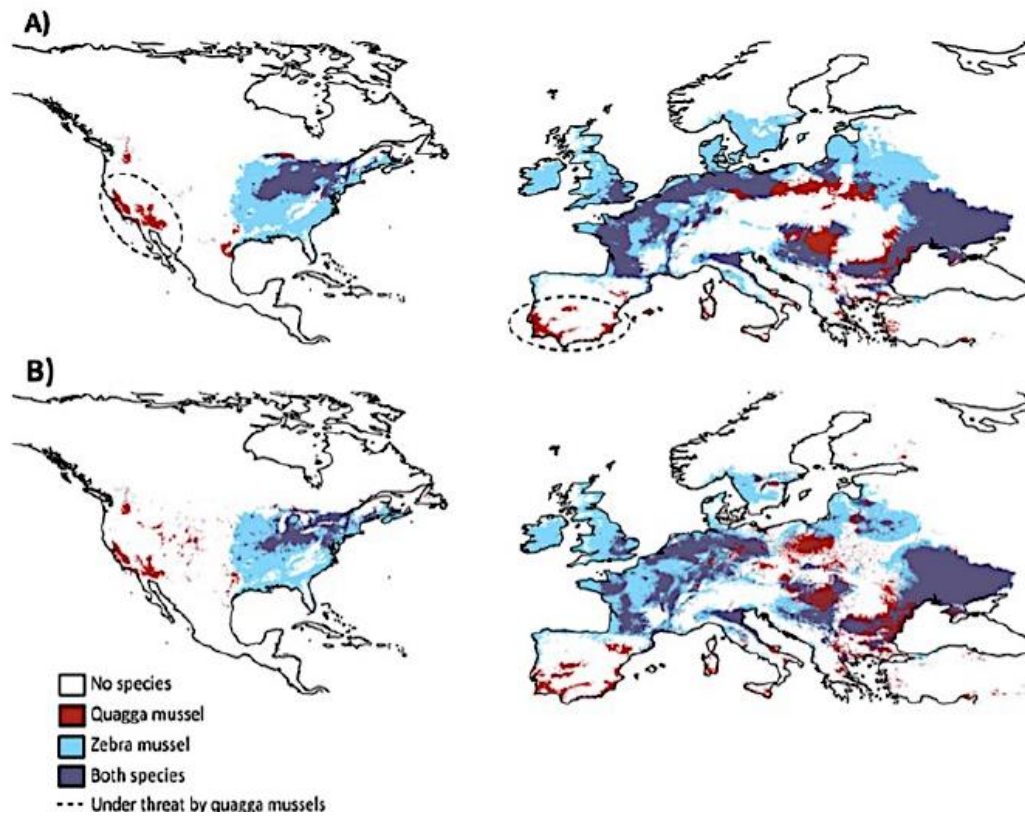 A)
B)
No species
Quagga mussel
Zebra mussel
Both species
Under threat by quagga mussels